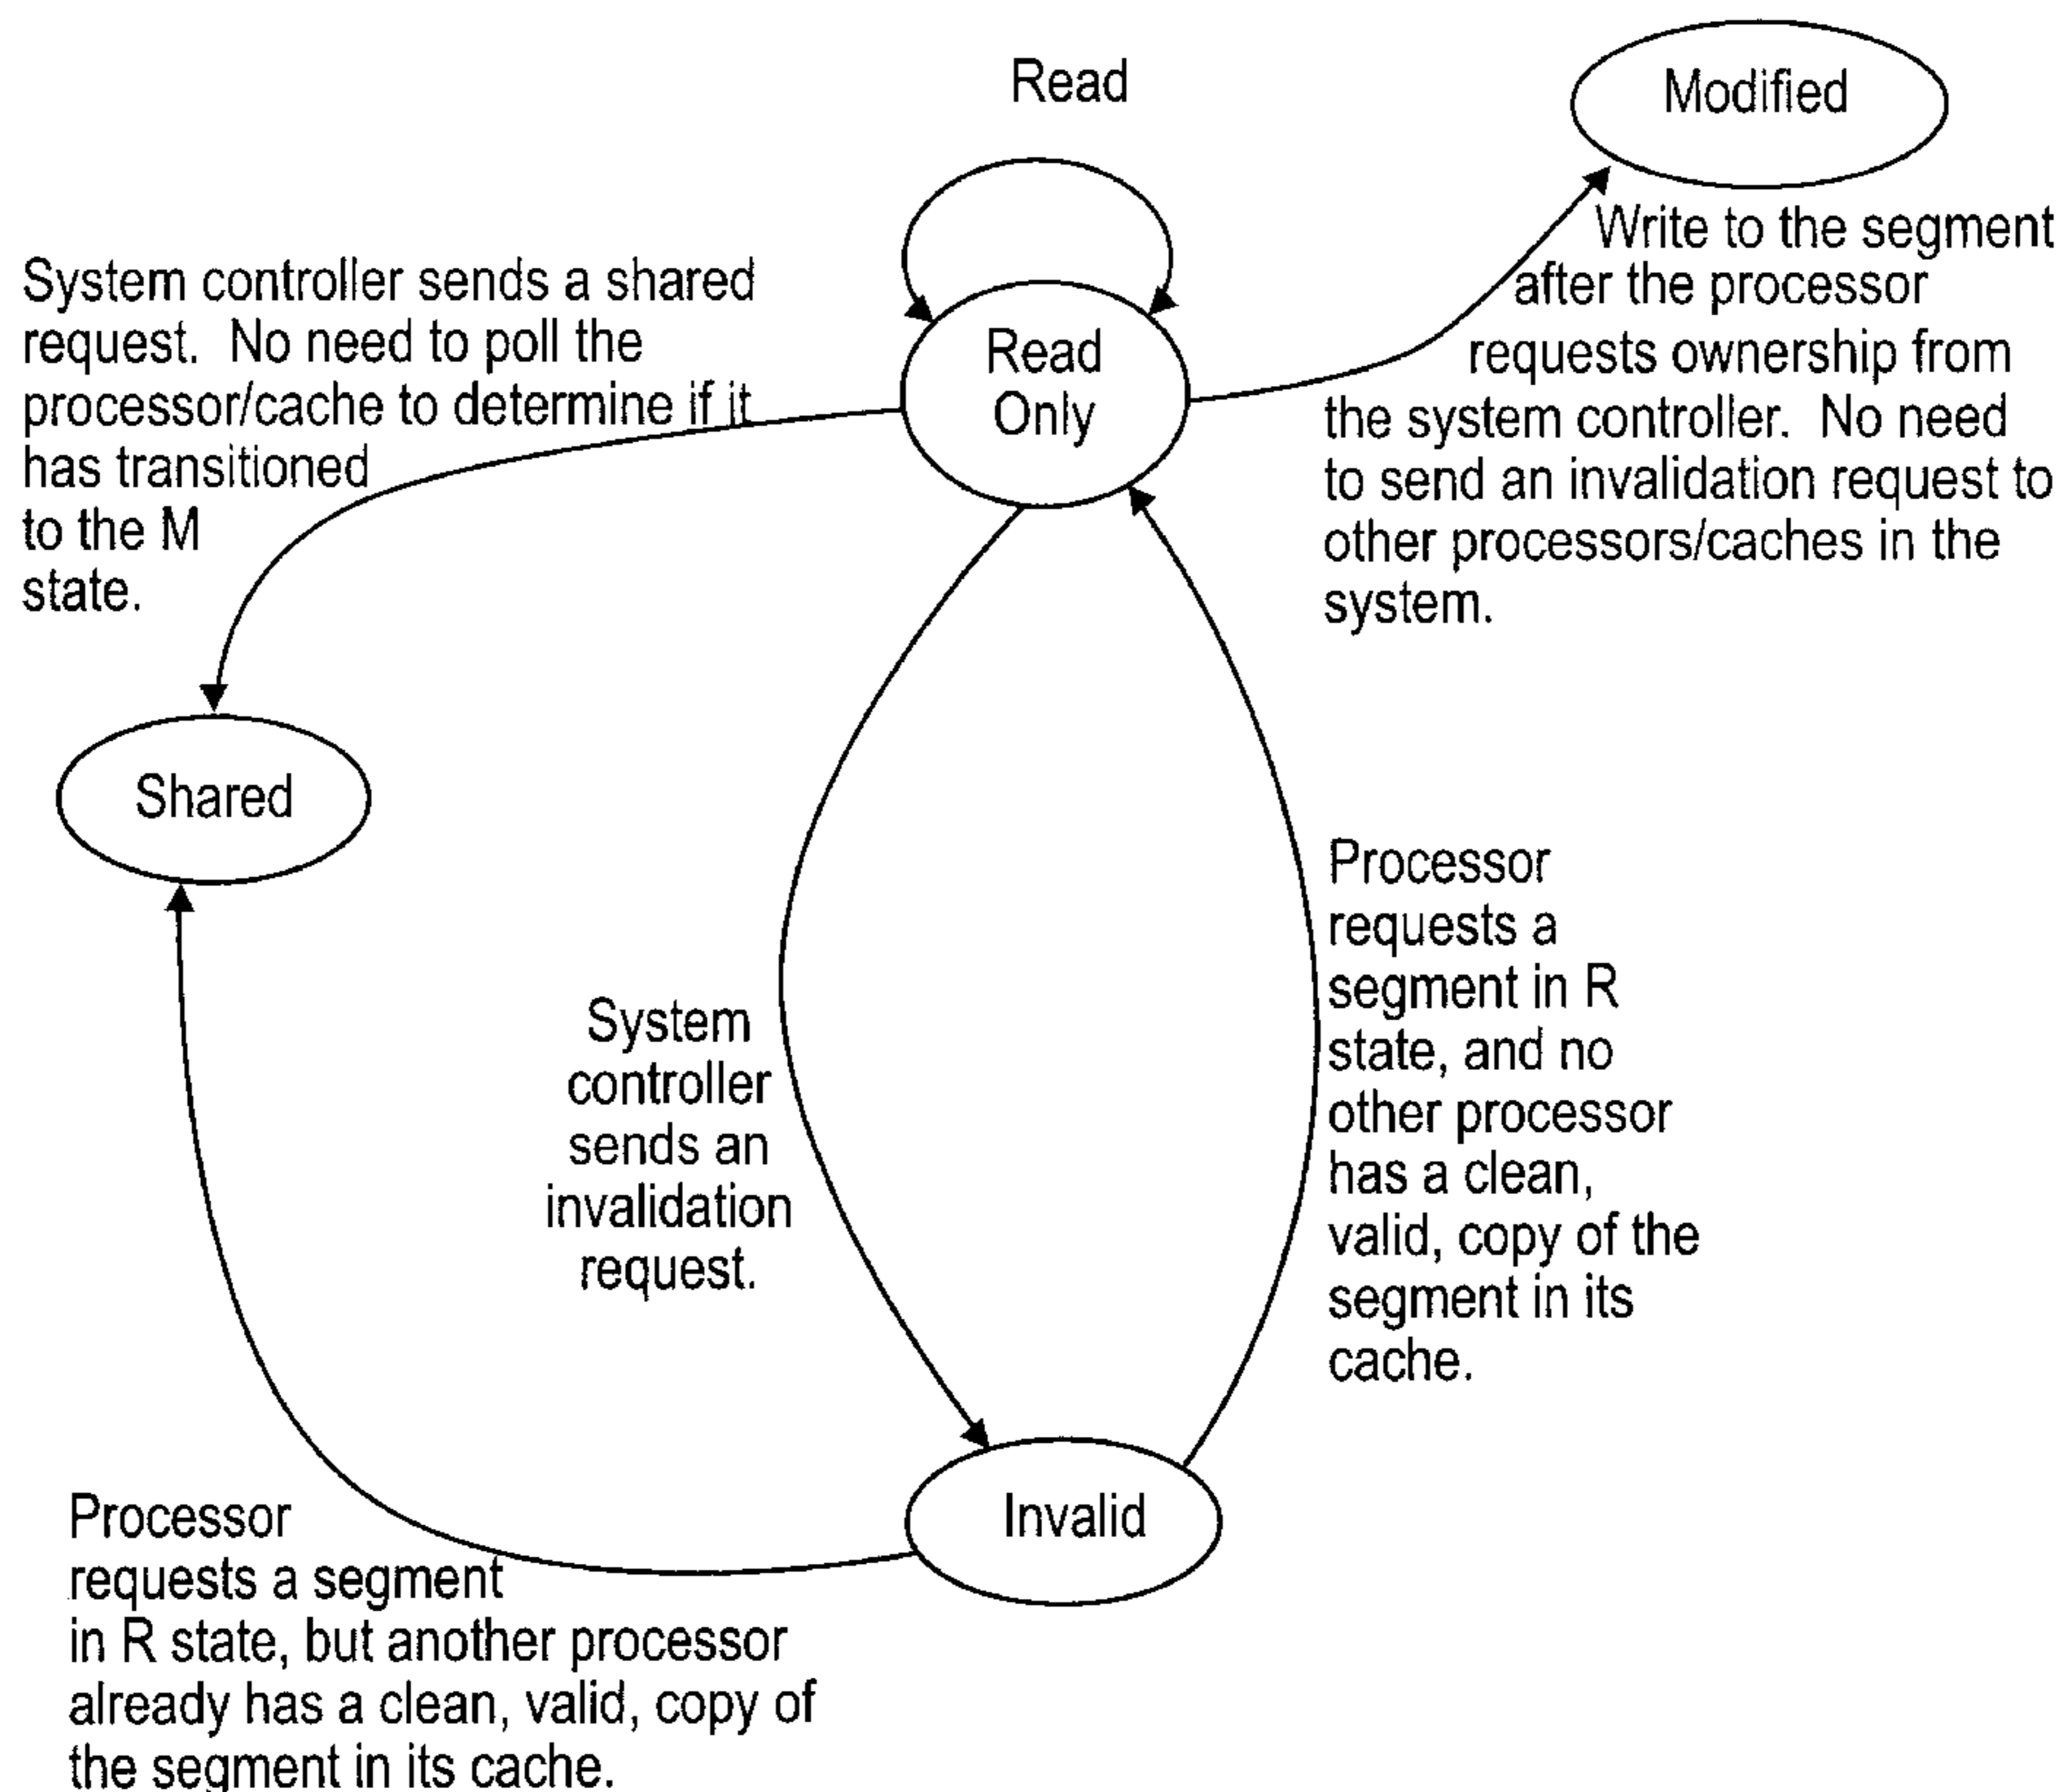 Read
Modified
System controller sends a shared
request. No need to poll the
processor/cache to determine if it
has transitioned
to the M
state.
Read
Only
Write to the segment
after the processor
requests ownership from
the system controller. No need
to send an invalidation request to
other processors/caches in the
system.
Shared
System
controller
sends an
invalidation
request.
Processor
requests a
segment in R
state, and no
other processor
has a clean,
valid, copy of the
segment in its
cache.
Invalid
Processor
requests a segment
in R state, but another processor
already has a clean, valid, copy of
the segment in its cache.